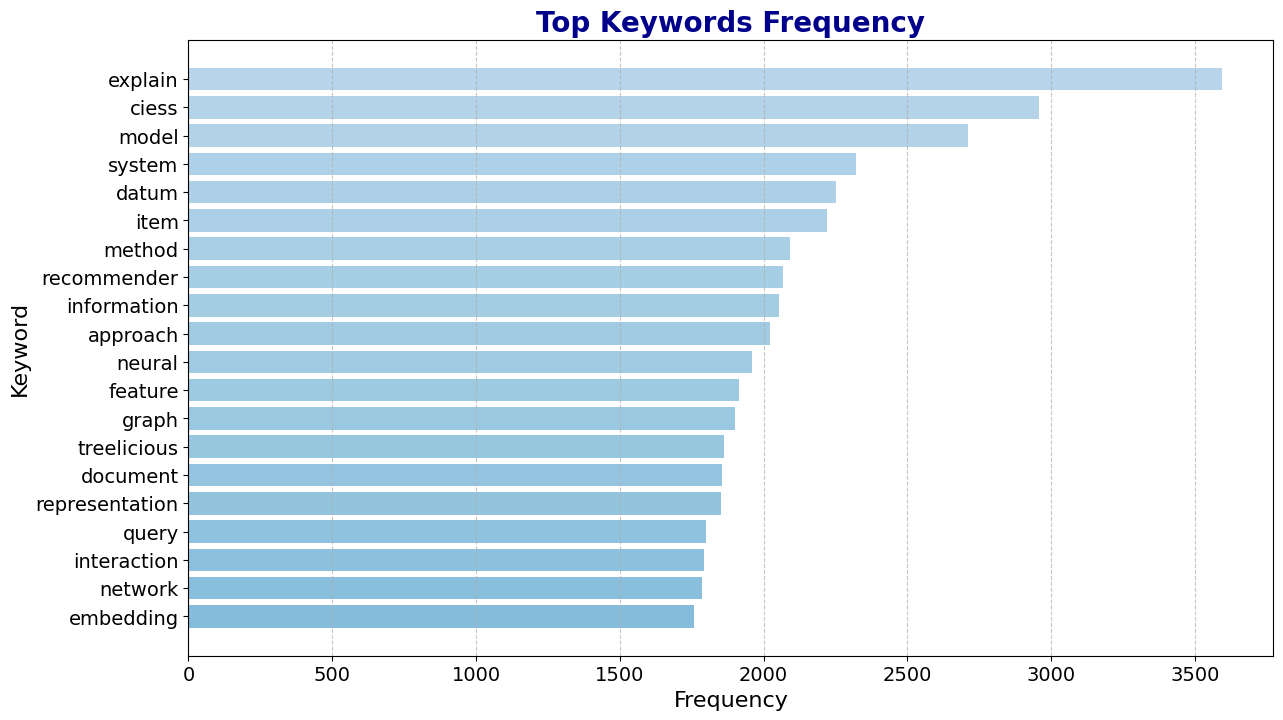 Top Keywords Frequency
explain
ciess
model
system
datum
item
method
recommender
information
approach
neural
feature
graph
treelicious
document
representation
query
interaction
network
embedding
Keyword
0 500 1000 1500 2000 2500 3000 3500
Frequency